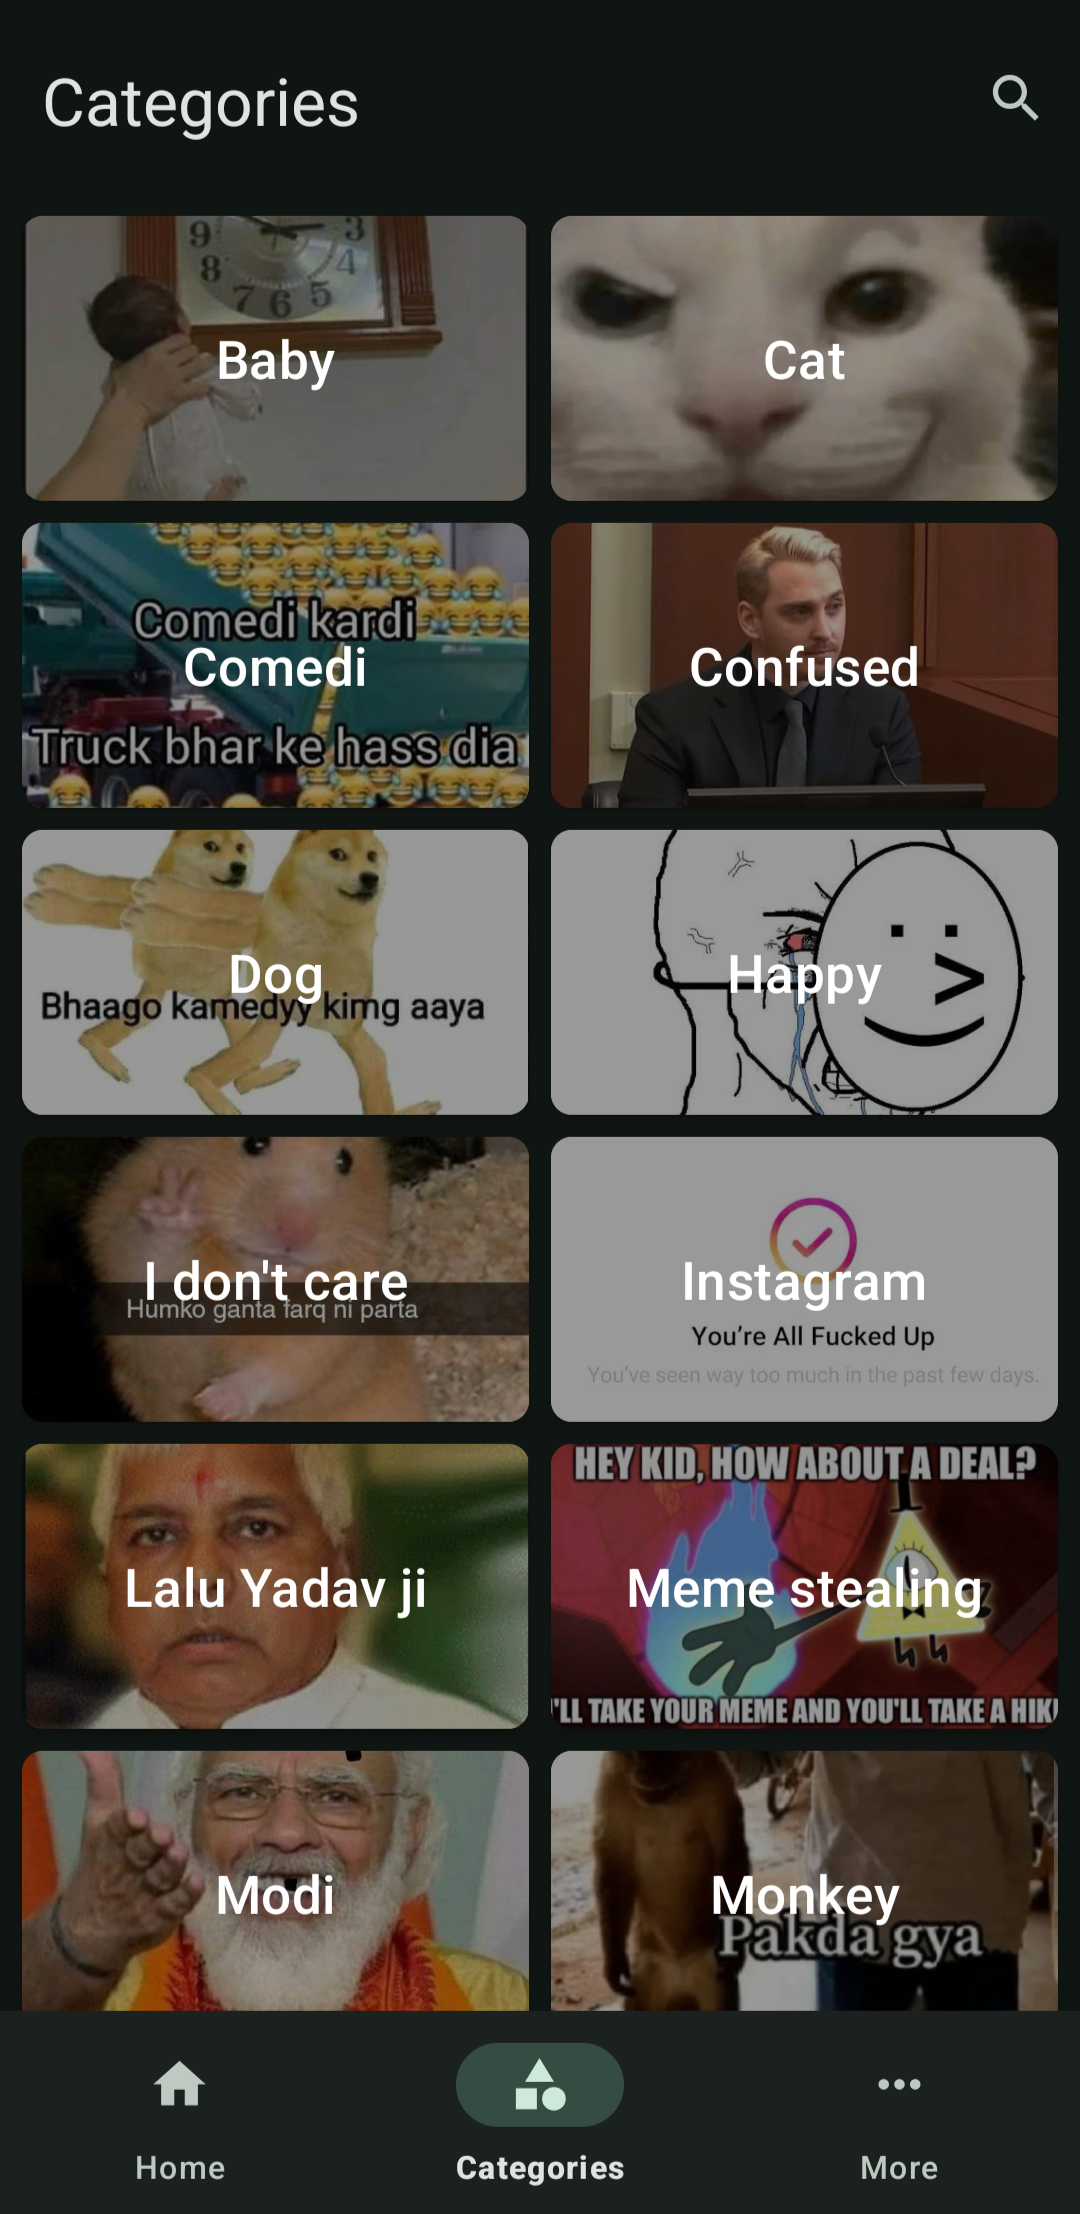 Categories
9 3
8 4
7 6 5
Baby
Cat
Comedi kardi
Comedi
Truck bhar ke hass dia
Confused
Dog
Bhaago kamedyy kimg aaya
Happy
I don't care
Humko ganta farq ni parta
Instagram
You're All Fucked Up
You've seen way too much in the past few days.
Lalu Yadav ji
HEY KID, HOW ABOUT A DEAL?
Meme stealing
'LL TAKE YOUR MEME AND YOU'LL TAKE A HIK
Modi
Monkey
Pakda gya
Home
Categories
More